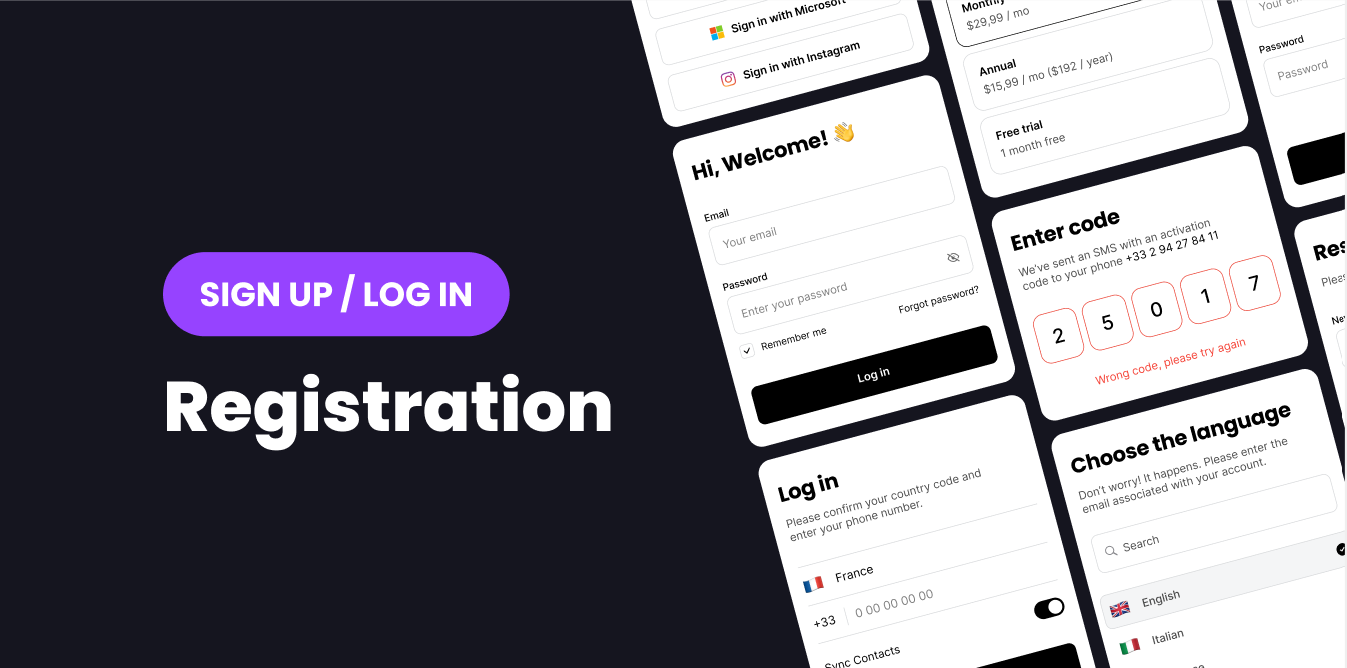 SIGN UP / LOG IN
Registration
Sign in with Microsoft
Sign in with Instagram
Hi, Welcome! 👋
Email
Your email
Password
Enter your password
Remember me
Forgot password?
Log in
Log in
Please confirm your country code and
enter your phone number.
France
+33
0 00 00 00 00
Sync Contacts
Monthly
$29,99 / mo
Annual
$15,99 / mo ($192 / year)
Free trial
1 month free
Enter code
We've sent an SMS with an activation
code to your phone +33 2 94 27 84 11
2 5 0 1 7
Wrong code, please try again
Choose the language
Don't worry! It happens. Please enter the
email associated with your account.
Search
English
Italian
Your em
Password
Password
Res
Pleas